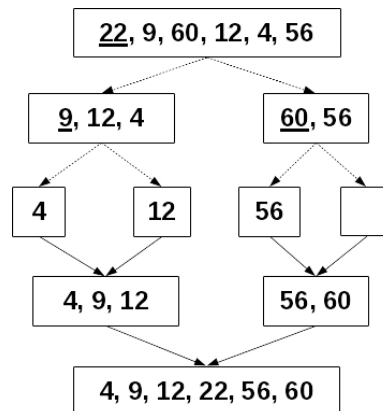 22, 9, 60, 12, 4, 56
9, 12, 4
60, 56
4
12
56
4, 9, 12
56, 60
4, 9, 12, 22, 56, 60